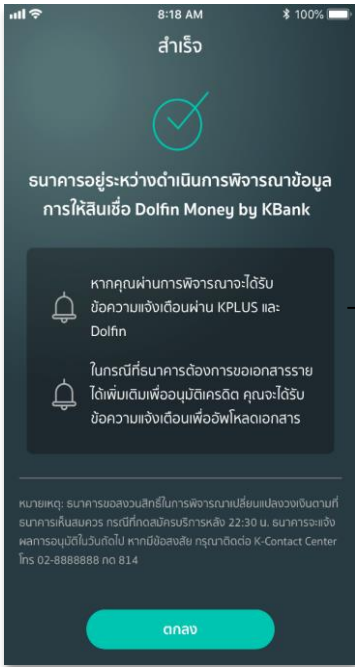 8:18 AM
100%
สำเร็จ
ธนาคารอยู่ระหว่างดำเนินการพิจารณาข้อมูล
การให้สินเชื่อ Dolfin Money by KBank
หากคุณผ่านการพิจารณาจะได้รับ
ข้อความแจ้งเตือนผ่าน KPLUS และ
Dolfin
ในกรณีที่ธนาคารต้องการขอเอกสารราย
ได้เพิ่มเติมเพื่ออนุมัติเครดิต คุณจะได้รับ
ข้อความแจ้งเตือนเพื่ออัพโหลดเอกสาร
หมายเหตุ: ธนาคารขอสงวนสิทธิ์ในการพิจารณาเปลี่ยนแปลงวงเงินตามที่
ธนาคารเห็นสมควร กรณีที่กดสมัครบริการหลัง 22:30 น. ธนาคารจะแจ้ง
ผลการอนุมัติในวันถัดไป หากมีข้อสงสัย กรุณาติดต่อ K-Contact Center
โทร 02-8888888 กด 814
ตกลง